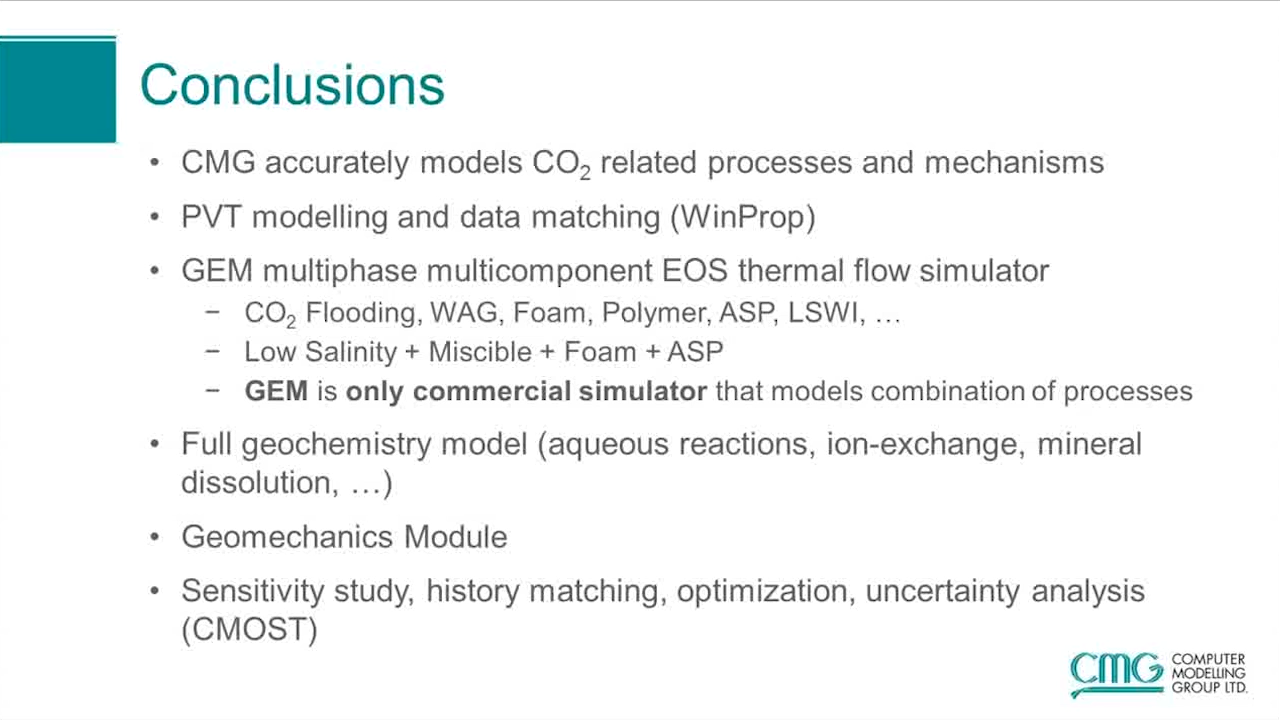 Conclusions
• CMG accurately models CO₂ related processes and mechanisms
• PVT modelling and data matching (WinProp)
• GEM multiphase multicomponent EOS thermal flow simulator
− CO₂ Flooding, WAG, Foam, Polymer, ASP, LSWI, …
− Low Salinity + Miscible + Foam + ASP
− GEM is only commercial simulator that models combination of processes
• Full geochemistry model (aqueous reactions, ion-exchange, mineral
dissolution, …)
• Geomechanics Module
• Sensitivity study, history matching, optimization, uncertainty analysis
(CMOST)
CMG
COMPUTER
MODELLING
GROUP LTD.